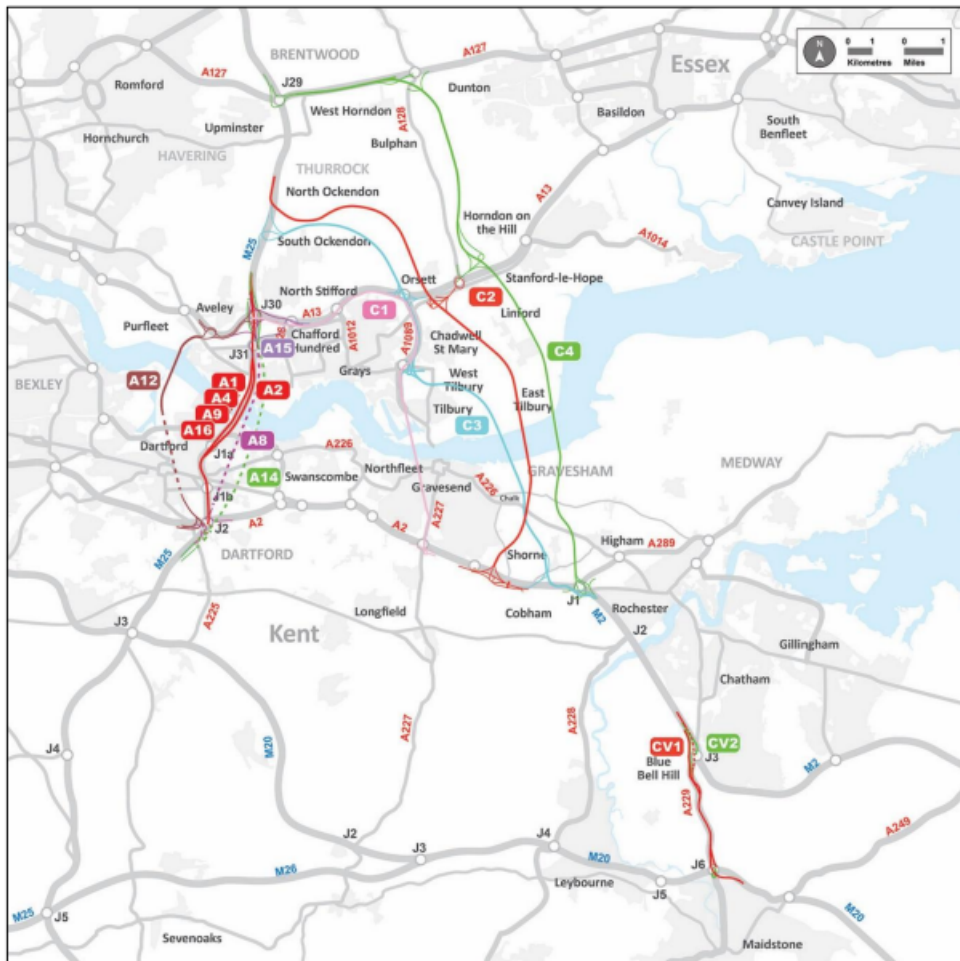 BRENTWOOD
A127
Essex
N
0 1
Kilometres
0 1
Miles
Romford
A127
J29
West Horndon
Dunton
Basildon
South
Benfleet
Upminster
A128
Hornchurch
Bulphan
HAVERING
THURROCK
North Ockendon
A13
Canvey Island
Horndon on
the Hill
CASTLE POINT
M25
South Ockendon
A1014
Orsett
Stanford-le-Hope
North Stifford
C2
Aveley
J30
A13
C1
Linford
Purfleet
Chafford
Hundred
A1012
A1089
Chadwell
St Mary
J31
A15
C4
Grays
BEXLEY
A12
A1
A2
West
Tilbury
East
Tilbury
A4
A9
Tilbury
A16
C3
Dartford
A8
J1a
A226
MEDWAY
Northfleet
GRAVESHAM
A14
Swanscombe
Gravesend
A226
Chalk
J1b
A227
J2
A2
A2
Higham
A289
M25
DARTFORD
Shorne
J1
Cobham
Longfield
M2
Rochester
J3
A225
Kent
J2
Gillingham
Chatham
A227
A228
M20
CV1
CV2
J4
J3
Blue
Bell Hill
M2
A229
A249
J2
J3
J4
M26
M20
J6
Leybourne
J5
M25
J5
M20
Sevenoaks
Maidstone